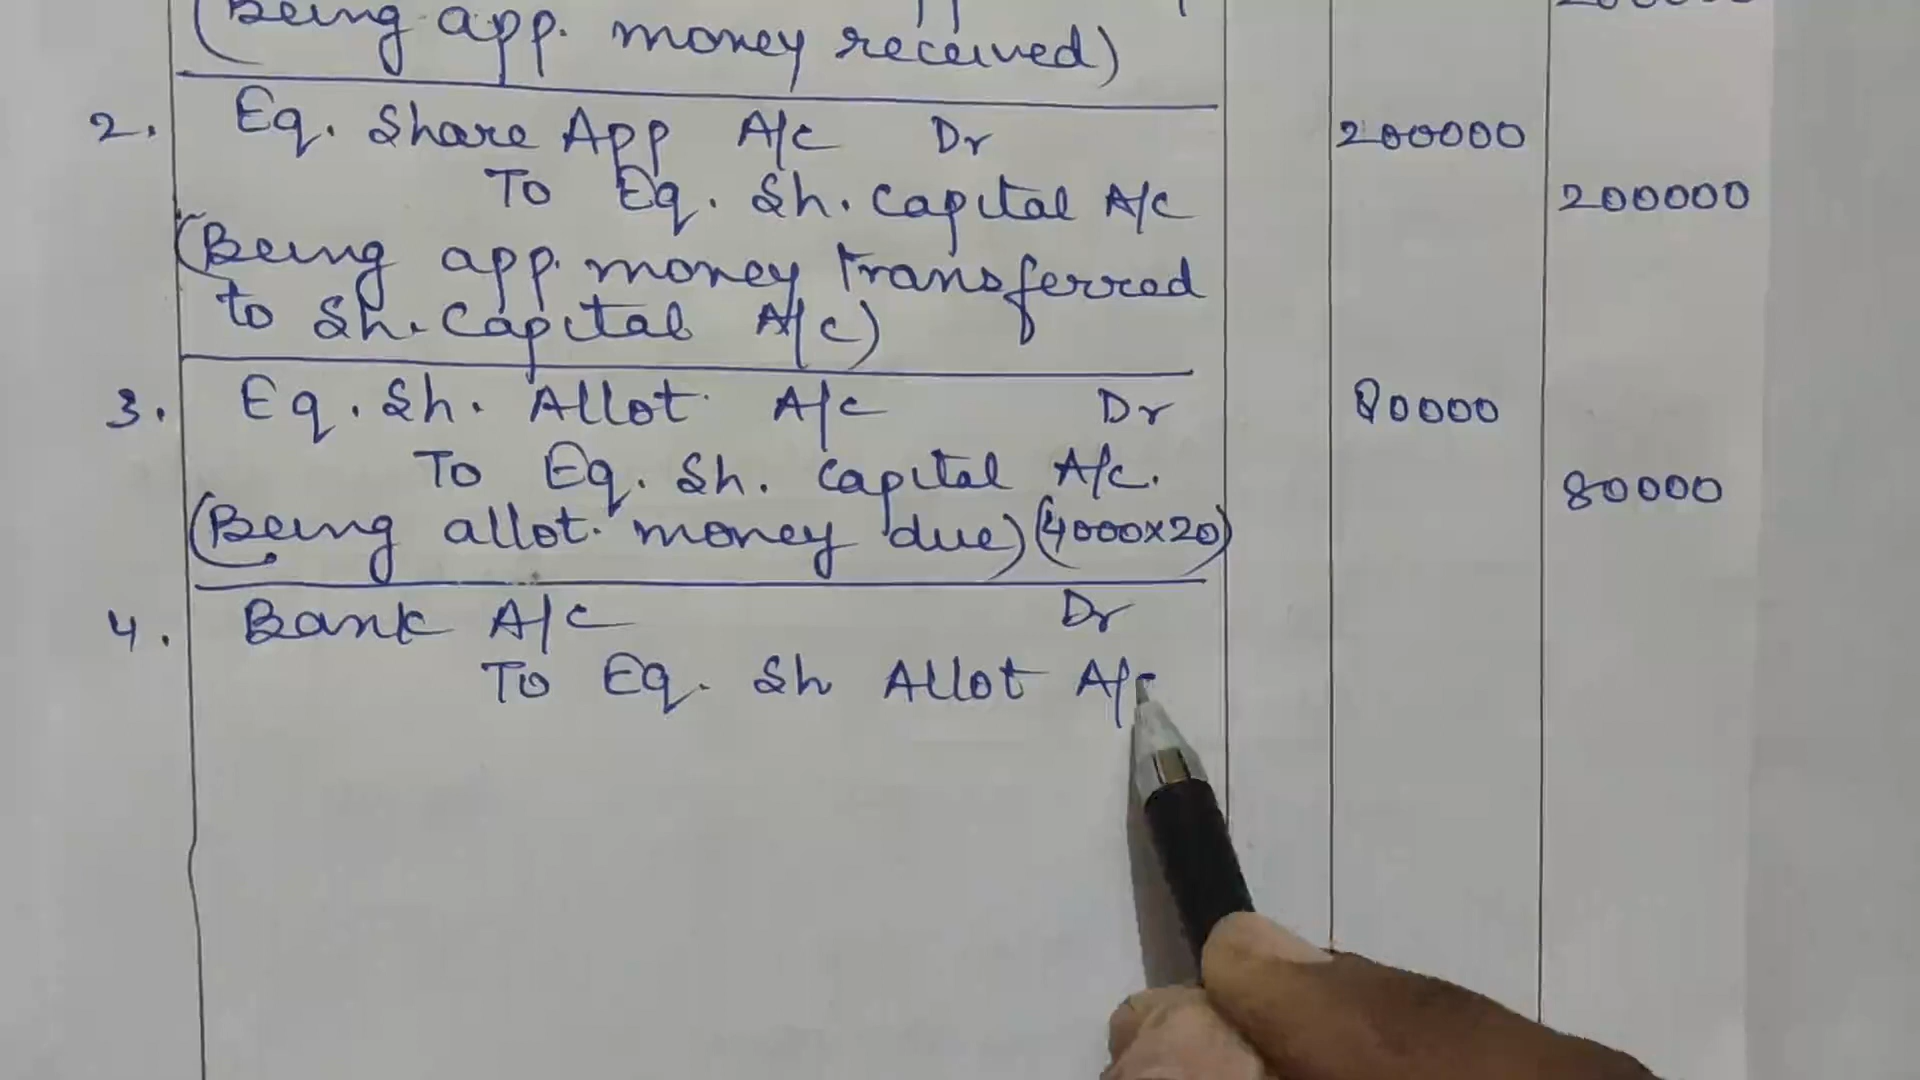 (Being app. money received)
2. Eq. Share App A/c Dr 200000
To Eq. Sh. Capital A/c 200000
(Being app. money transferred
to Sh. Capital A/c)
3. Eq. Sh. Allot. A/c Dr 80000
To Eq. Sh. Capital A/c. 80000
(Being allot. money due) (4000x20)
4. Bank A/c Dr
To Eq. Sh Allot A/c